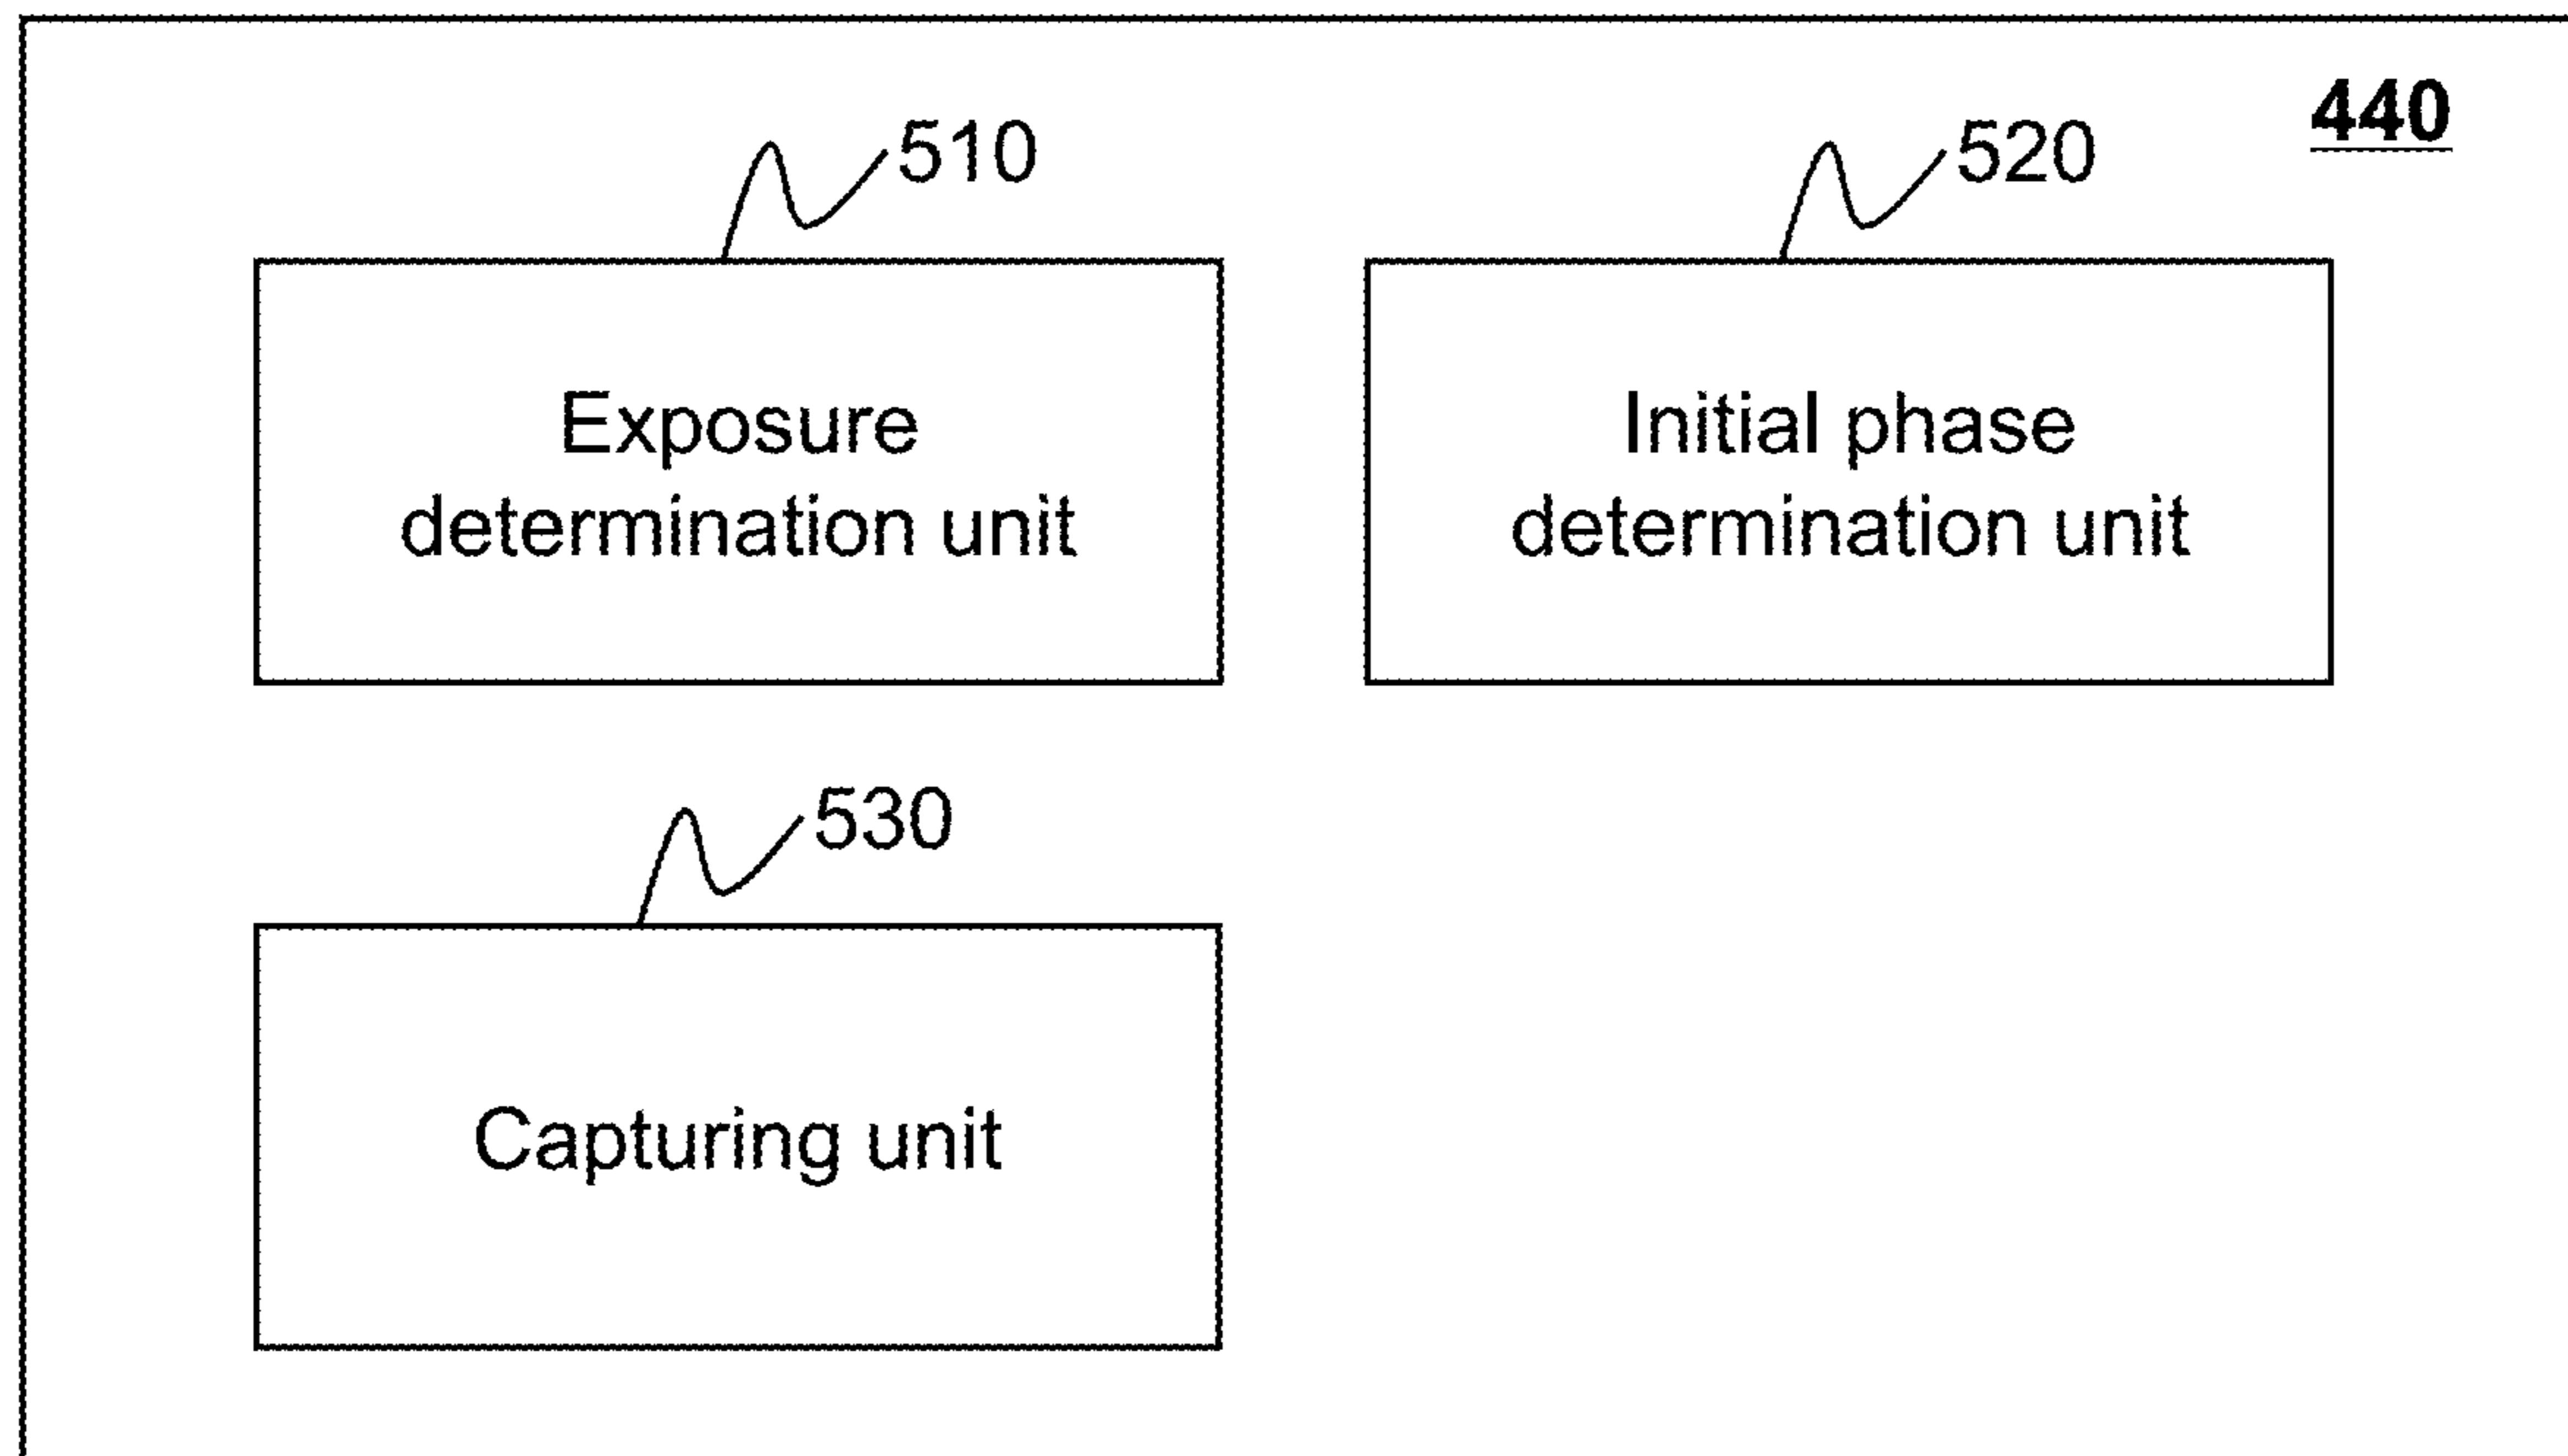 440
510
520
Exposure
determination unit
Initial phase
determination unit
530
Capturing unit